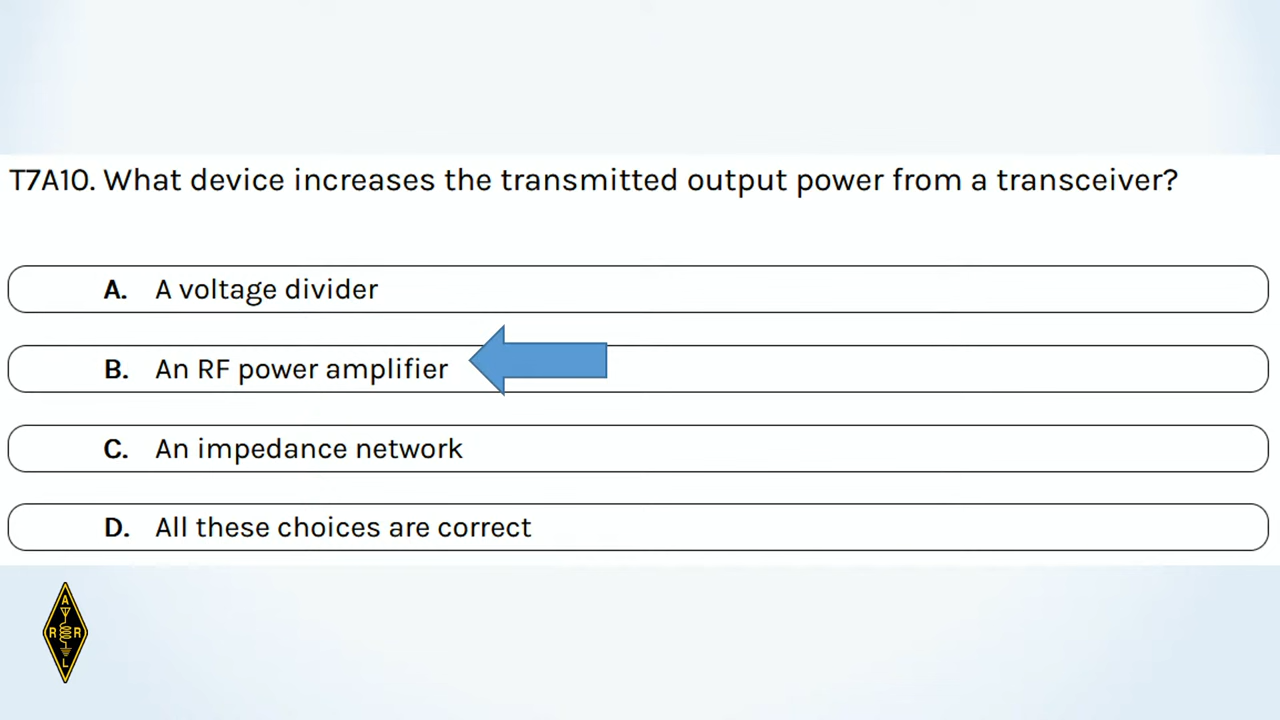 T7A10. What device increases the transmitted output power from a transceiver?
A. A voltage divider
B. An RF power amplifier
C. An impedance network
D. All these choices are correct
A
R R
L